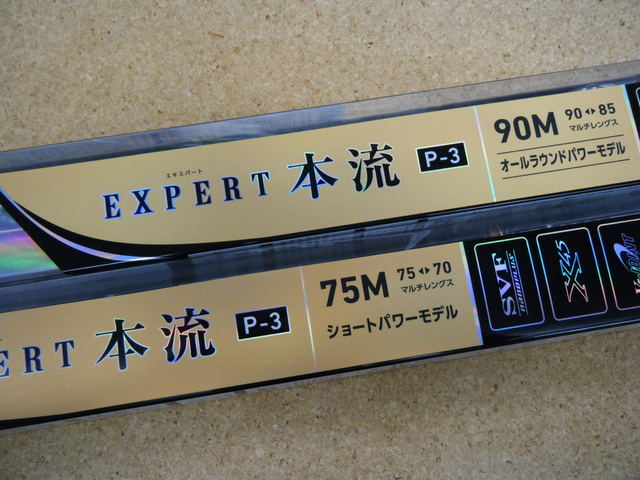 エキスパート
EXPERT 本流 P-3
90M 90◂▸85
マルチレングス
オールラウンドパワーモデル
ERT 本流 P-3
75M 75◂▸70
マルチレングス
ショートパワーモデル
SVF
nanoplus
X45